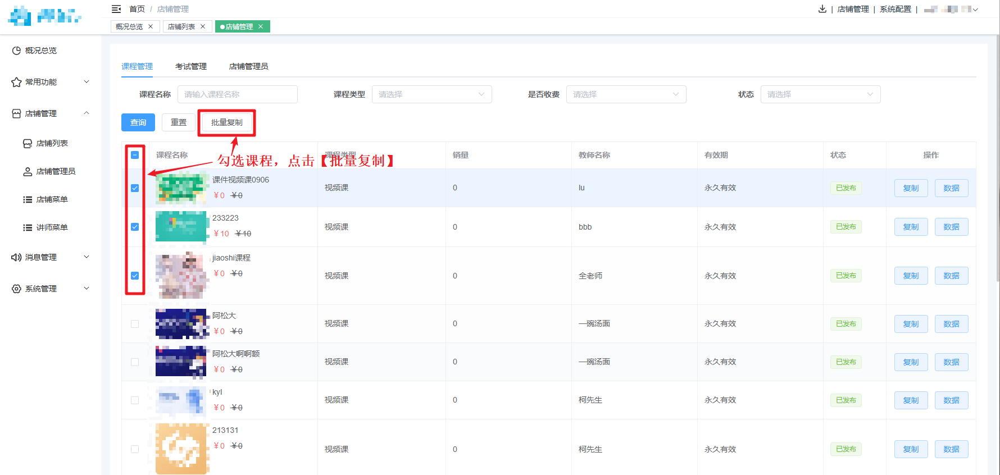 首页 / 店铺管理
店铺管理 | 系统配置 |
概况总览 ×
店铺列表 ×
店铺管理 ×
概况总览
常用功能
店铺管理
店铺列表
店铺管理员
店铺菜单
讲师菜单
消息管理
系统管理
课程管理 考试管理 店铺管理员
课程名称 请输入课程名称 课程类型 请选择 是否收费 请选择 状态 请选择
查询 重置 批量复制
勾选课程，点击【批量复制】
课程名称 课程类型 销量 教师名称 有效期 状态 操作
课件视频课0906
¥0 ¥0
视频课 0 lu 永久有效 已发布 复制 数据
233223
¥10 ¥10
视频课 0 bbb 永久有效 已发布 复制 数据
jiaoshi课程
¥0 ¥0
视频课 0 全老师 永久有效 已发布 复制 数据
阿松大
¥0 ¥0
视频课 0 一碗汤面 永久有效 已发布 复制 数据
阿松大啊啊额
¥0 ¥0
视频课 0 一碗汤面 永久有效 已发布 复制 数据
kyl
¥0 ¥0
视频课 0 柯先生 永久有效 已发布 复制 数据
213131
¥0 ¥0
视频课 0 柯先生 永久有效 已发布 复制 数据